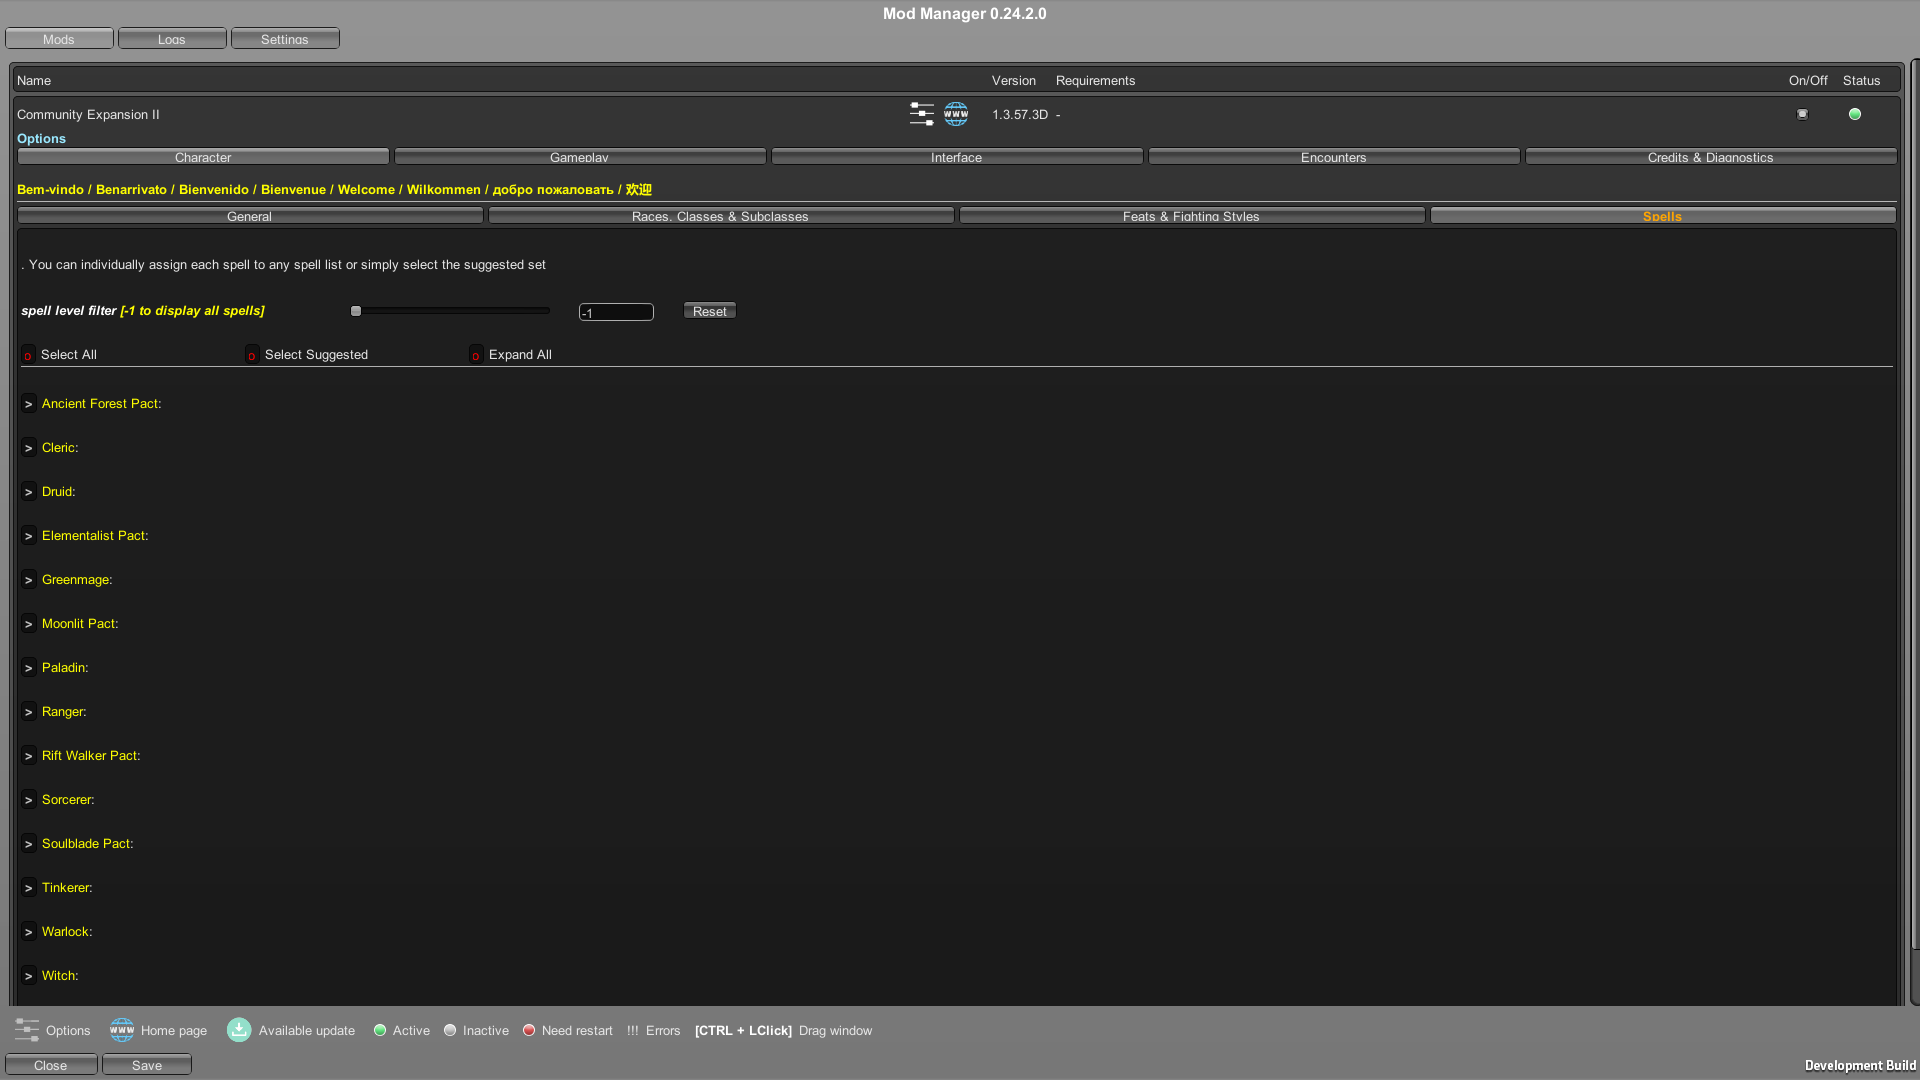 Mod Manager 0.24.2.0
Mods Logs Settings
Name Version Requirements On/Off Status
Community Expansion II www 1.3.57.3D -
Options
Character Gameplay Interface Encounters Credits & Diagnostics
Bem-vindo / Benarrivato / Bienvenido / Bienvenue / Welcome / Wilkommen / добро пожаловать / 欢迎
General Races, Classes & Subclasses Feats & Fighting Styles Spells
. You can individually assign each spell to any spell list or simply select the suggested set
spell level filter [-1 to display all spells] -1 Reset
o Select All o Select Suggested o Expand All
> Ancient Forest Pact:
> Cleric:
> Druid:
> Elementalist Pact:
> Greenmage:
> Moonlit Pact:
> Paladin:
> Ranger:
> Rift Walker Pact:
> Sorcerer:
> Soulblade Pact:
> Tinkerer:
> Warlock:
> Witch:
Options www Home page Available update Active Inactive Need restart !!! Errors [CTRL + LClick] Drag window
Close Save
Development Build